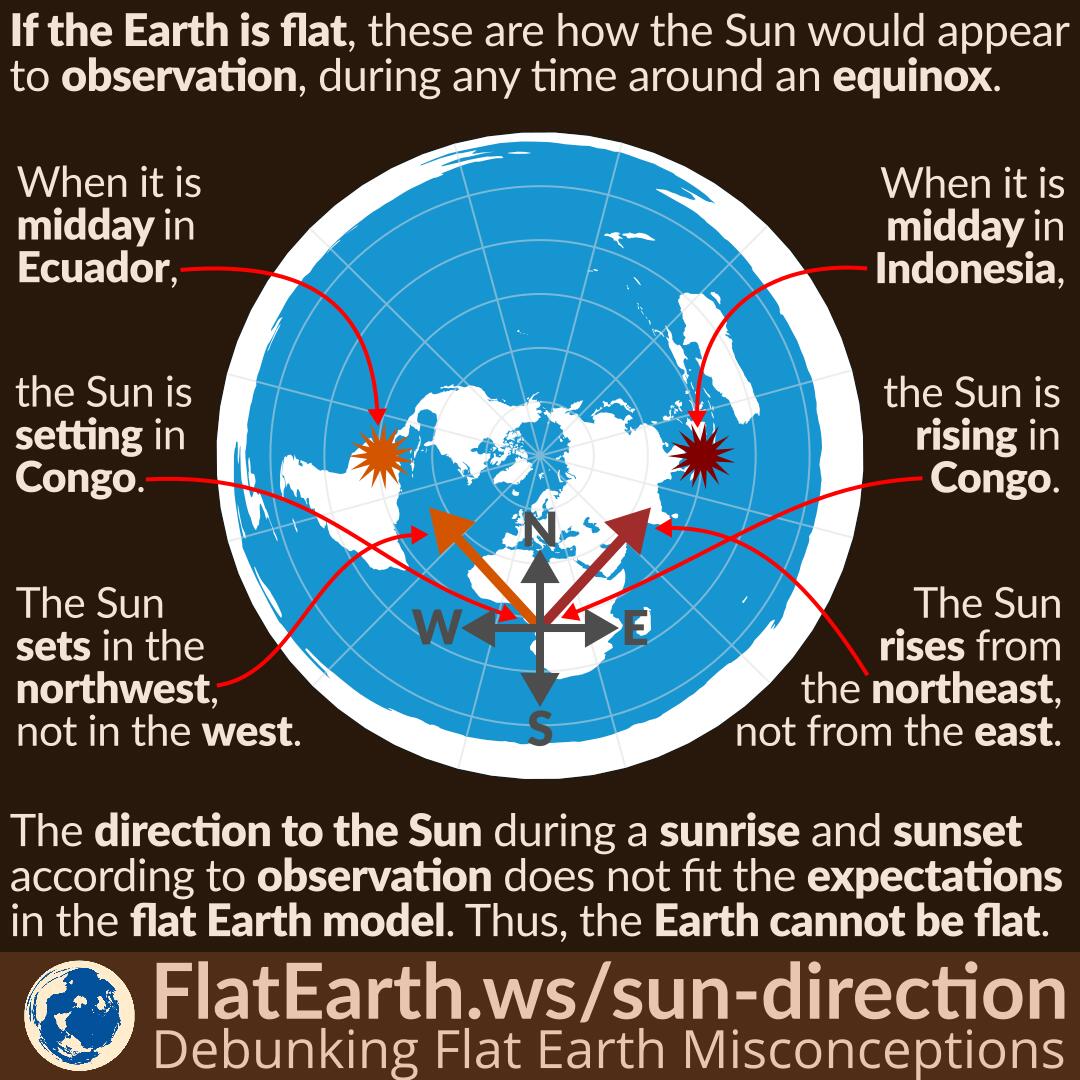 If the Earth is flat, these are how the Sun would appear
to observation, during any time around an equinox.
When it is
midday in
Ecuador,
the Sun is
setting in
Congo.
The Sun
sets in the
northwest,
not in the west.
When it is
midday in
Indonesia,
the Sun is
rising in
Congo.
The Sun
rises from
the northeast,
not from the east.
N
W
E
S
The direction to the Sun during a sunrise and sunset
according to observation does not fit the expectations
in the flat Earth model. Thus, the Earth cannot be flat.
FlatEarth.ws/sun-direction
Debunking Flat Earth Misconceptions